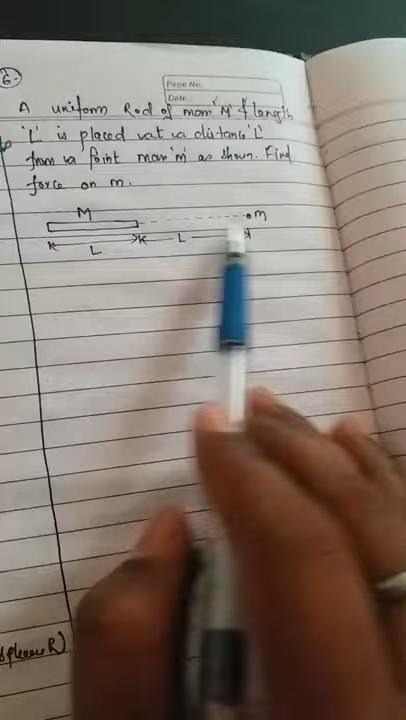 6.
Page No.
Date
A uniform Rod of mass 'M' & length
'L' is placed at a distance 'L'
from a point mass 'm' as shown. Find
force on m.
M
m
L
L
sphere R)